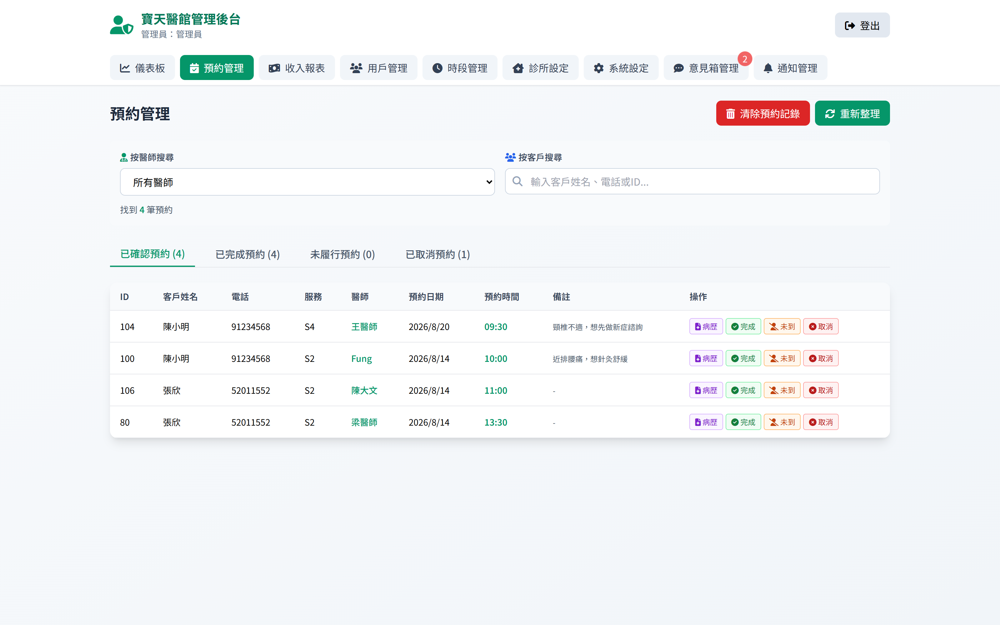 寶天醫館管理後台
管理員：管理員
登出
儀表板 預約管理 收入報表 用戶管理 時段管理 診所設定 系統設定 意見箱管理 2 通知管理
預約管理
清除預約記錄 重新整理
按醫師搜尋 按客戶搜尋
所有醫師 輸入客戶姓名、電話或ID...
找到 4 筆預約
已確認預約 (4) 已完成預約 (4) 未履行預約 (0) 已取消預約 (1)
ID 客戶姓名 電話 服務 醫師 預約日期 預約時間 備註 操作
104 陳小明 91234568 S4 王醫師 2026/8/20 09:30 頸椎不適，想先做新症諮詢 病歷 完成 未到 取消
100 陳小明 91234568 S2 Fung 2026/8/14 10:00 近排腰痛，想針灸舒緩 病歷 完成 未到 取消
106 張欣 52011552 S2 陳大文 2026/8/14 11:00 - 病歷 完成 未到 取消
80 張欣 52011552 S2 梁醫師 2026/8/14 13:30 - 病歷 完成 未到 取消